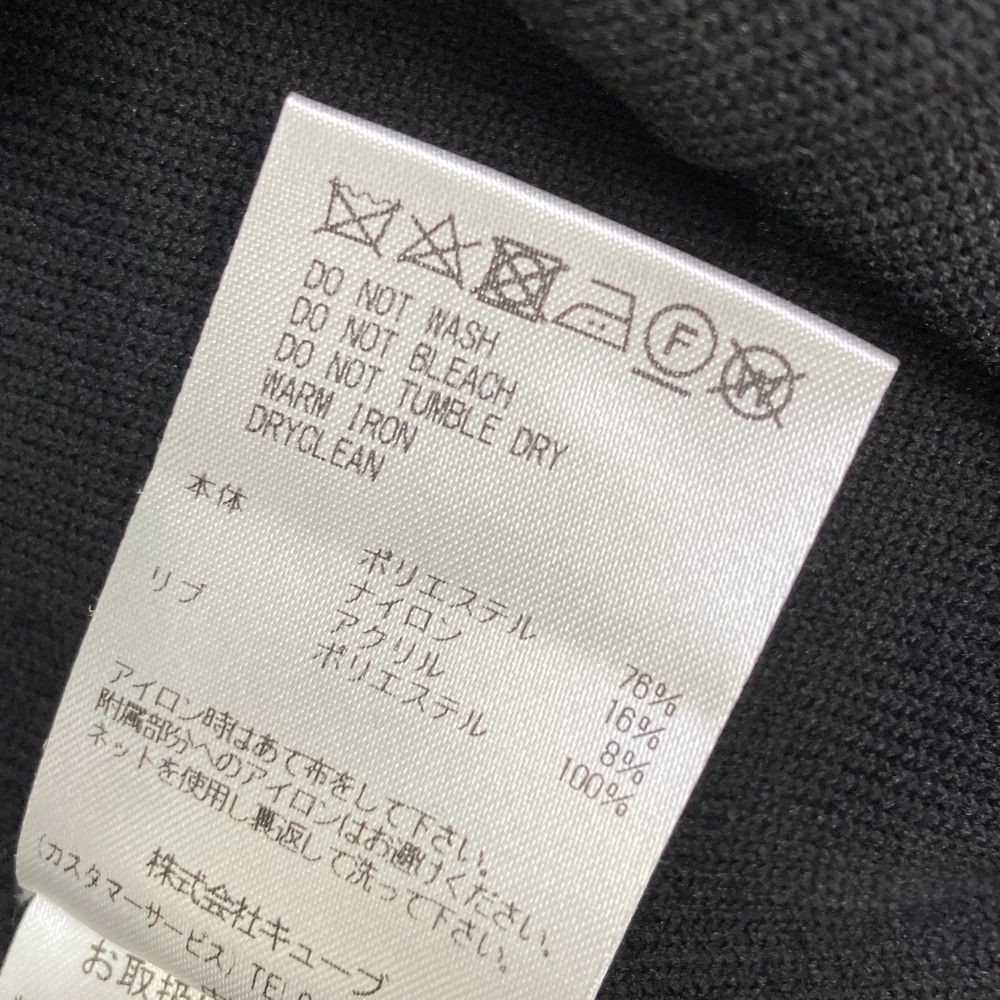 F
W
DO NOT WASH
DO NOT BLEACH
DO NOT TUMBLE DRY
WARM IRON
DRYCLEAN
本体 ポリエステル 76%
ナイロン 16%
アクリル 8%
リブ ポリエステル 100%
アイロン時はあて布をして下さい。
附属部分へのアイロンはお避けください。
ネットを使用し裏返して洗って下さい。
株式会社キューブ
(カスタマーサービス) TEL
お取扱